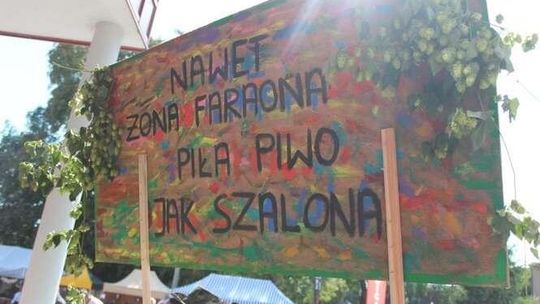 NAWET
ŻONA FARAONA
PIŁA PIWO
JAK SZALONA